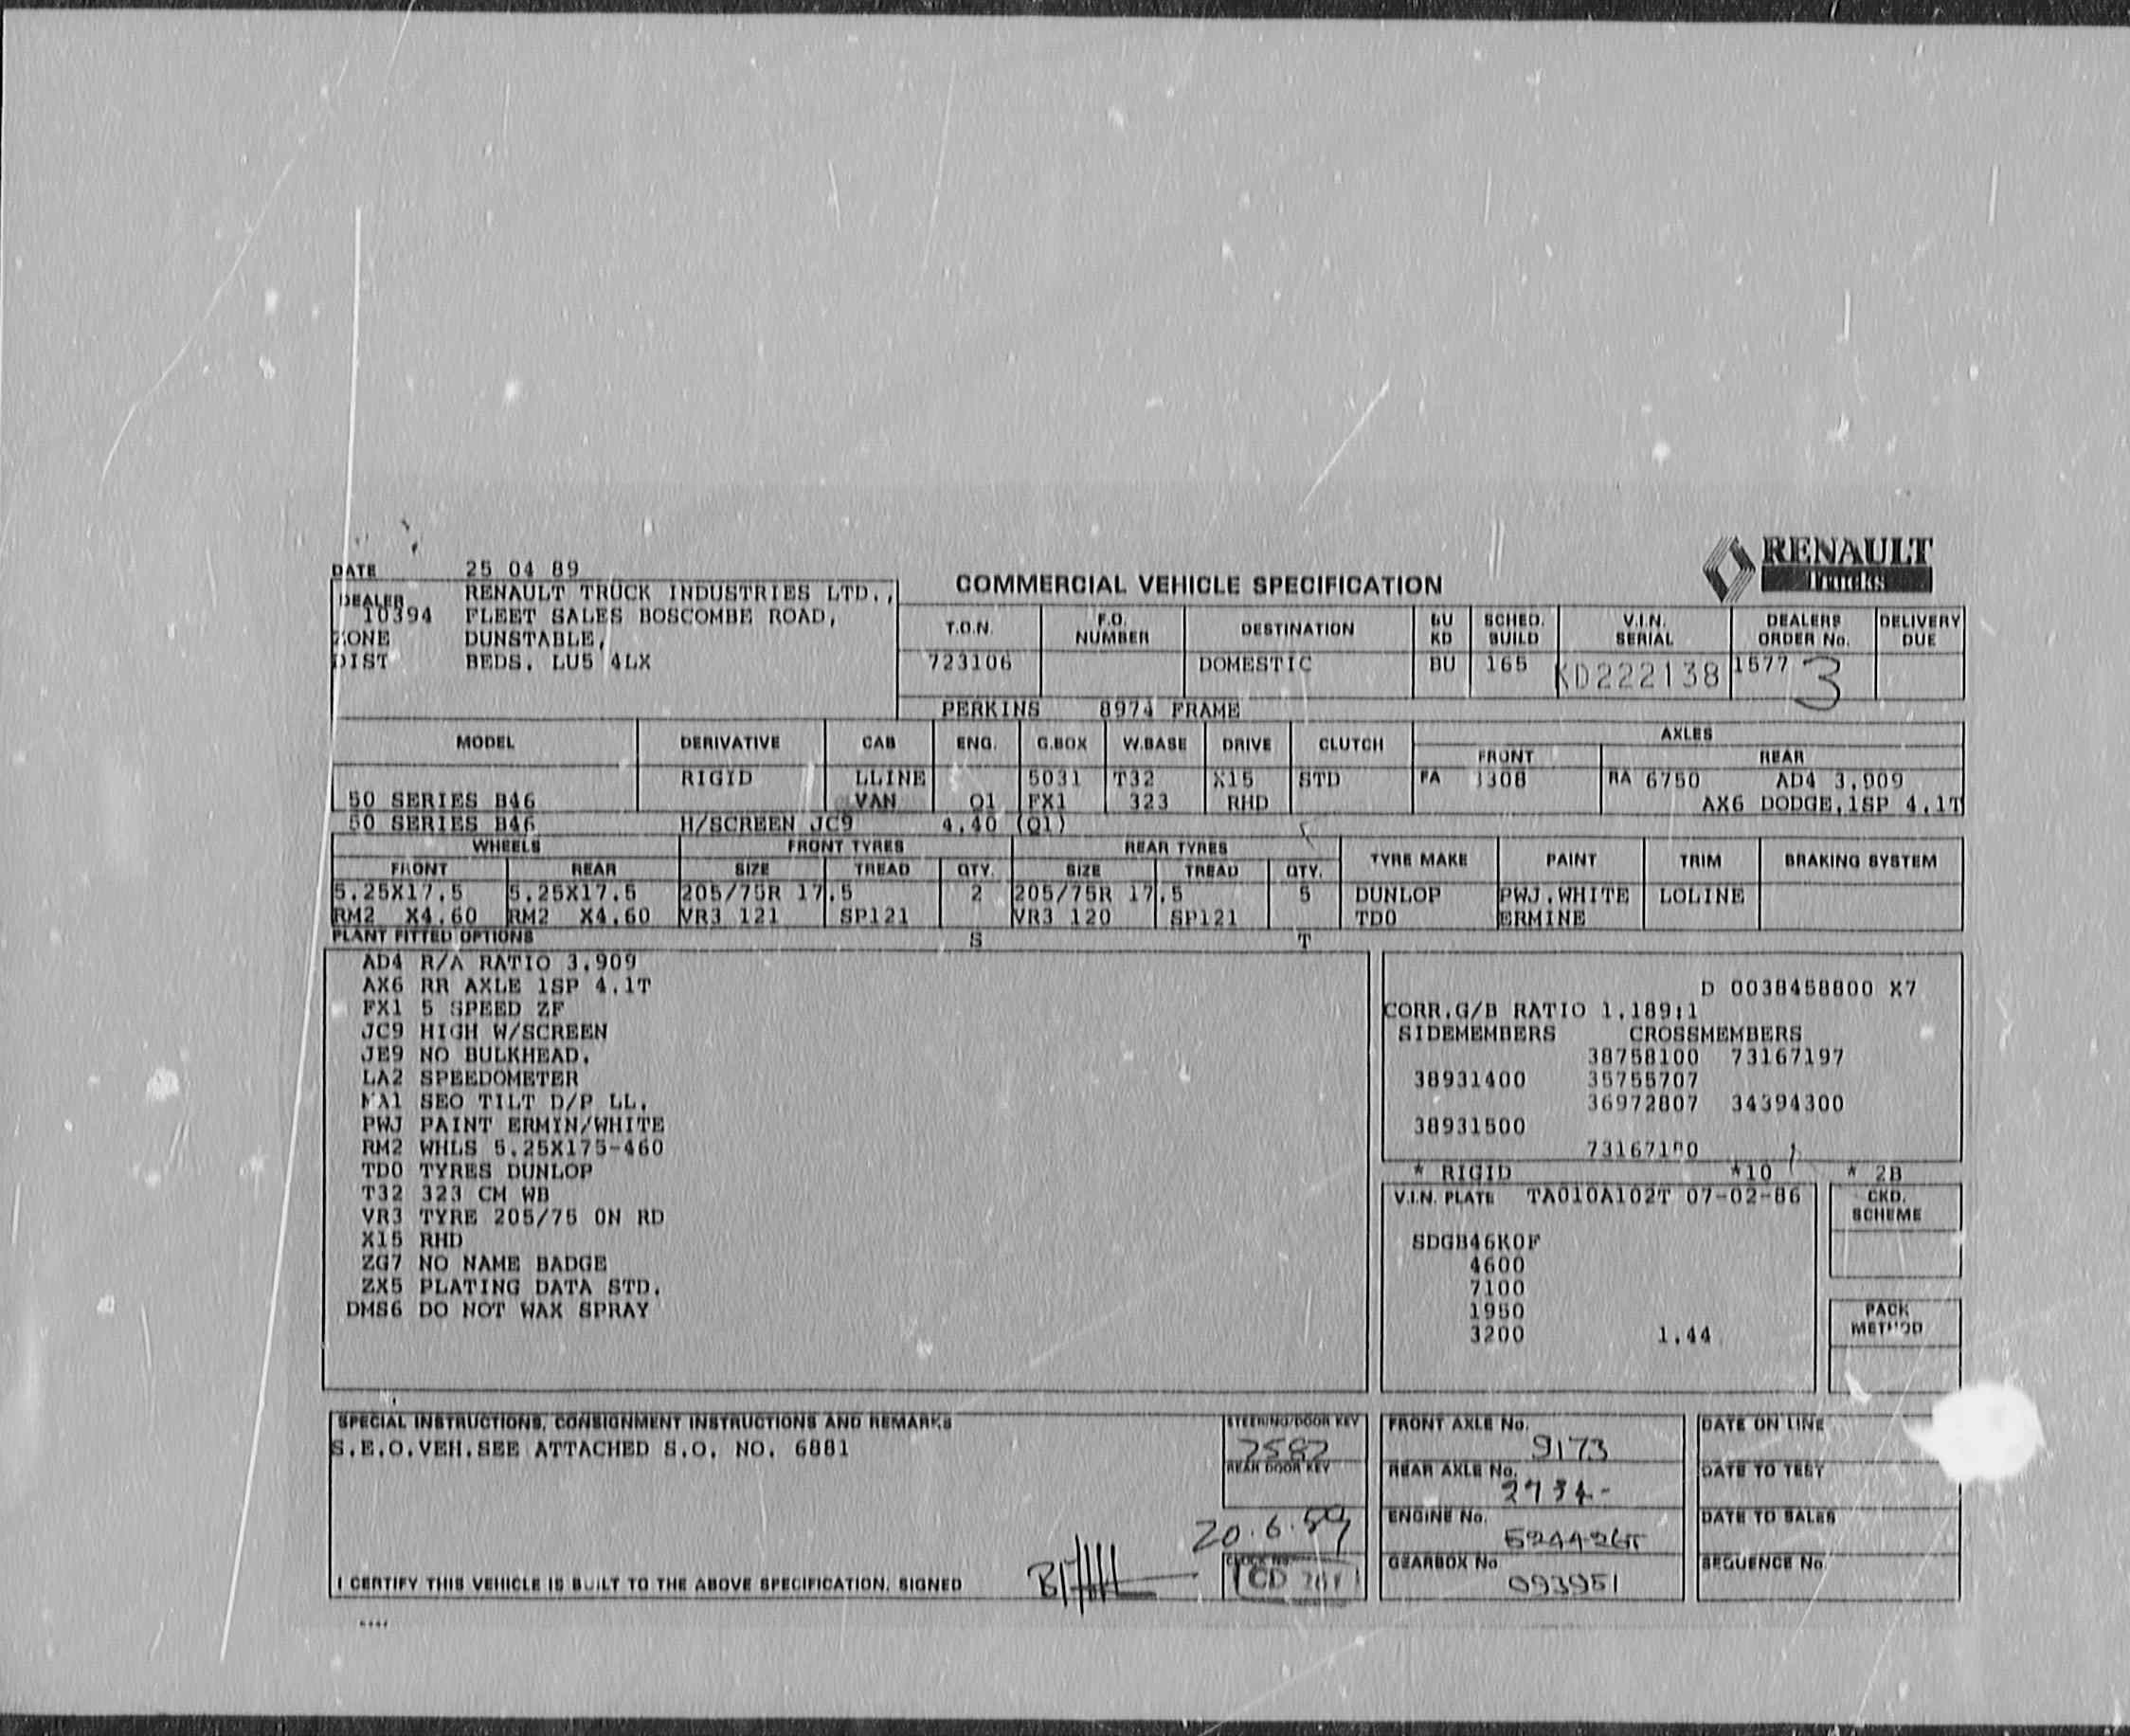 RENAULT
Trucks
DATE 25 04 89
COMMERCIAL VEHICLE SPECIFICATION
DEALER RENAULT TRUCK INDUSTRIES LTD.,
10394 FLEET SALES BOSCOMBE ROAD,
ZONE DUNSTABLE,
DIST BEDS. LU5 4LX
T.O.N. F.O. NUMBER DESTINATION BU KD SCHED. BUILD V.I.N. SERIAL DEALERS ORDER No. DELIVERY DUE
723106 DOMESTIC BU 165 KD222138 1577 3
PERKINS 8974 FRAME
MODEL DERIVATIVE CAB ENG. G.BOX W.BASE DRIVE CLUTCH AXLES
FRONT REAR
RIGID LLINE 5031 T32 X15 STD FA 1308 RA 6750 AD4 3.909
50 SERIES B46 VAN Q1 FX1 323 RHD AX6 DODGE,1SP 4.1T
50 SERIES B46 H/SCREEN JC9 4.40 (Q1)
WHEELS FRONT TYRES REAR TYRES TYRE MAKE PAINT TRIM BRAKING SYSTEM
FRONT REAR SIZE TREAD QTY. SIZE TREAD QTY.
5.25X17.5 5.25X17.5 205/75R 17.5 2 205/75R 17.5 5 DUNLOP PWJ.WHITE LOLINE
RM2 X4.60 RM2 X4.60 VR3 121 SP121 VR3 120 SP121 TDO ERMINE
PLANT FITTED OPTIONS S T
AD4 R/A RATIO 3.909
AX6 RR AXLE 1SP 4.1T
FX1 5 SPEED ZF
JC9 HIGH W/SCREEN
JE9 NO BULKHEAD.
LA2 SPEEDOMETER
SEO TILT D/P LL.
PWJ PAINT ERMIN/WHITE
RM2 WHLS 5.25X175-460
TDO TYRES DUNLOP
T32 323 CM WB
VR3 TYRE 205/75 ON RD
X15 RHD
ZG7 NO NAME BADGE
ZX5 PLATING DATA STD.
DMS6 DO NOT WAX SPRAY
D 0038458800 X7
CORR.G/B RATIO 1.189:1
SIDEMEMBERS CROSSMEMBERS
38758100 73167197
38931400 35755707
36972807 34394300
38931500
* RIGID *10 * 2B
V.I.N. PLATE TA010A102T 07-02-86
SDGB46K0F
4600
7100
1950
3200 1.44
CKD. SCHEME
PACK METHOD
SPECIAL INSTRUCTIONS, CONSIGNMENT INSTRUCTIONS AND REMARKS
S.E.O.VEH.SEE ATTACHED S.O. NO. 6881
STEERING/DOOR KEY
REAR DOOR KEY
20.6.89
CLOCK No.
I CERTIFY THIS VEHICLE IS BUILT TO THE ABOVE SPECIFICATION. SIGNED
FRONT AXLE No. 9173
REAR AXLE No.
ENGINE No.
GEARBOX No 093951
DATE ON LINE
DATE TO TEST
DATE TO SALES
SEQUENCE No